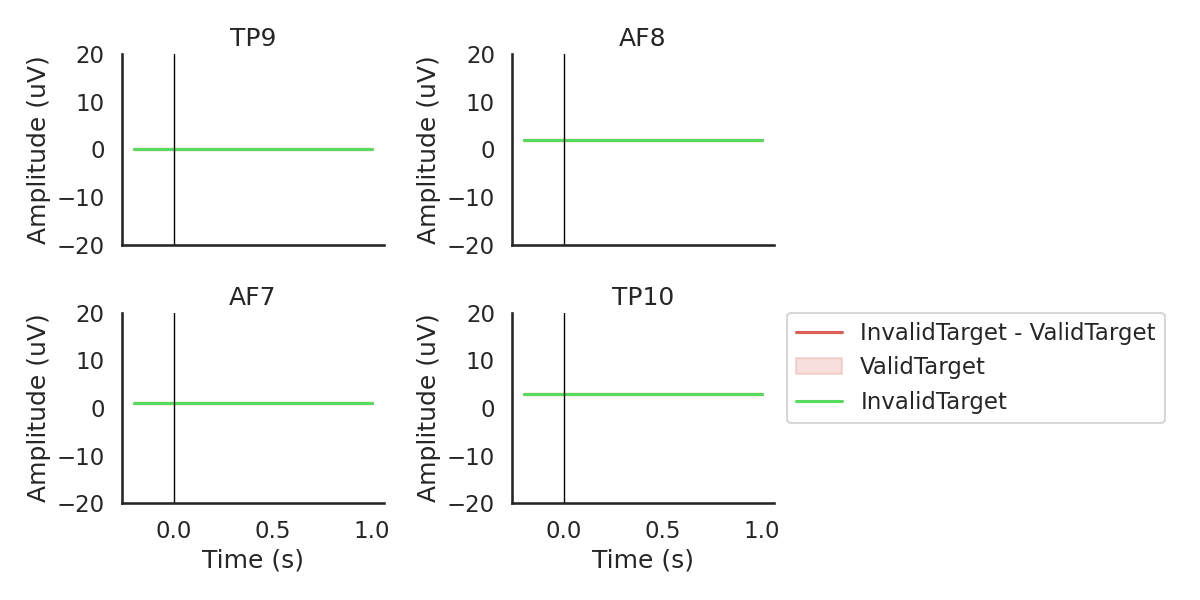 TP9
AF8
20
10
0
−10
−20
Amplitude (uV)
20
10
0
−10
−20
Amplitude (uV)
AF7
TP10
20
10
0
−10
−20
Amplitude (uV)
0.0 0.5 1.0
Time (s)
20
10
0
−10
−20
Amplitude (uV)
0.0 0.5 1.0
Time (s)
InvalidTarget - ValidTarget
ValidTarget
InvalidTarget